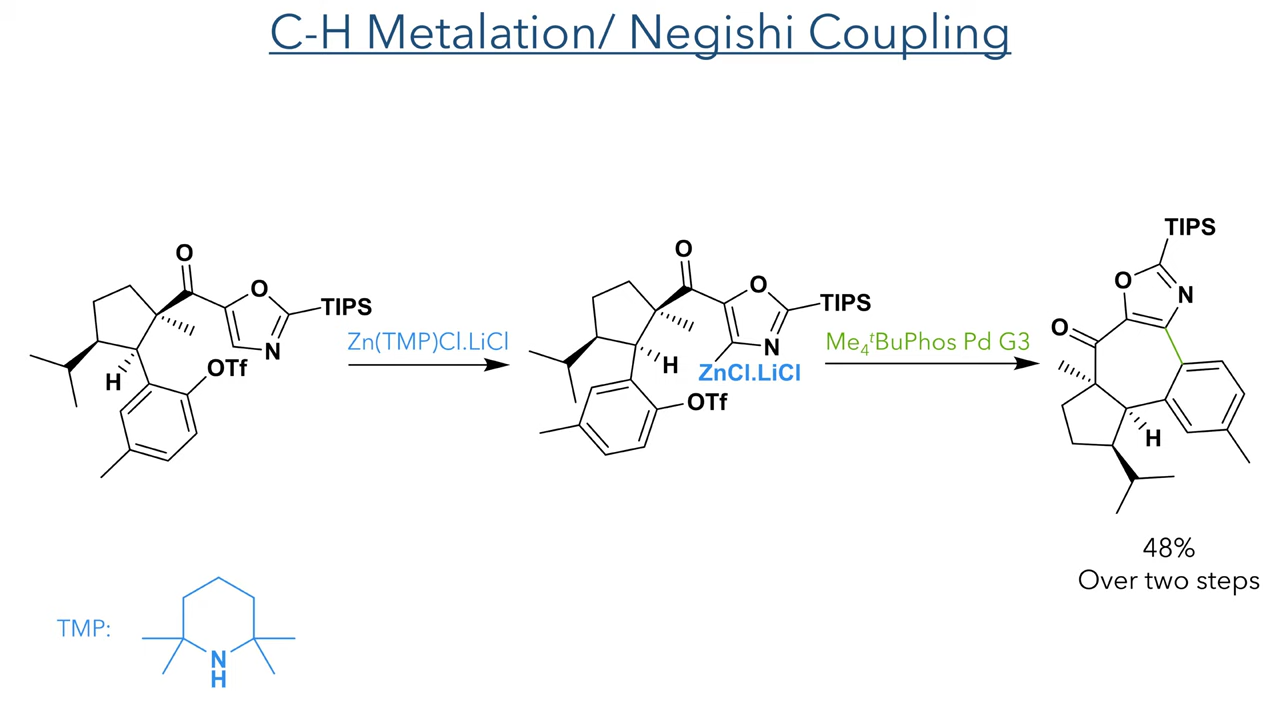 C-H Metalation/ Negishi Coupling
O
O
TIPS
N
H
OTf
Zn(TMP)Cl.LiCl
O
O
TIPS
N
H
ZnCl.LiCl
OTf
Me₄ᵗBuPhos Pd G3
TIPS
O
N
O
H
48%
Over two steps
TMP:
N
H